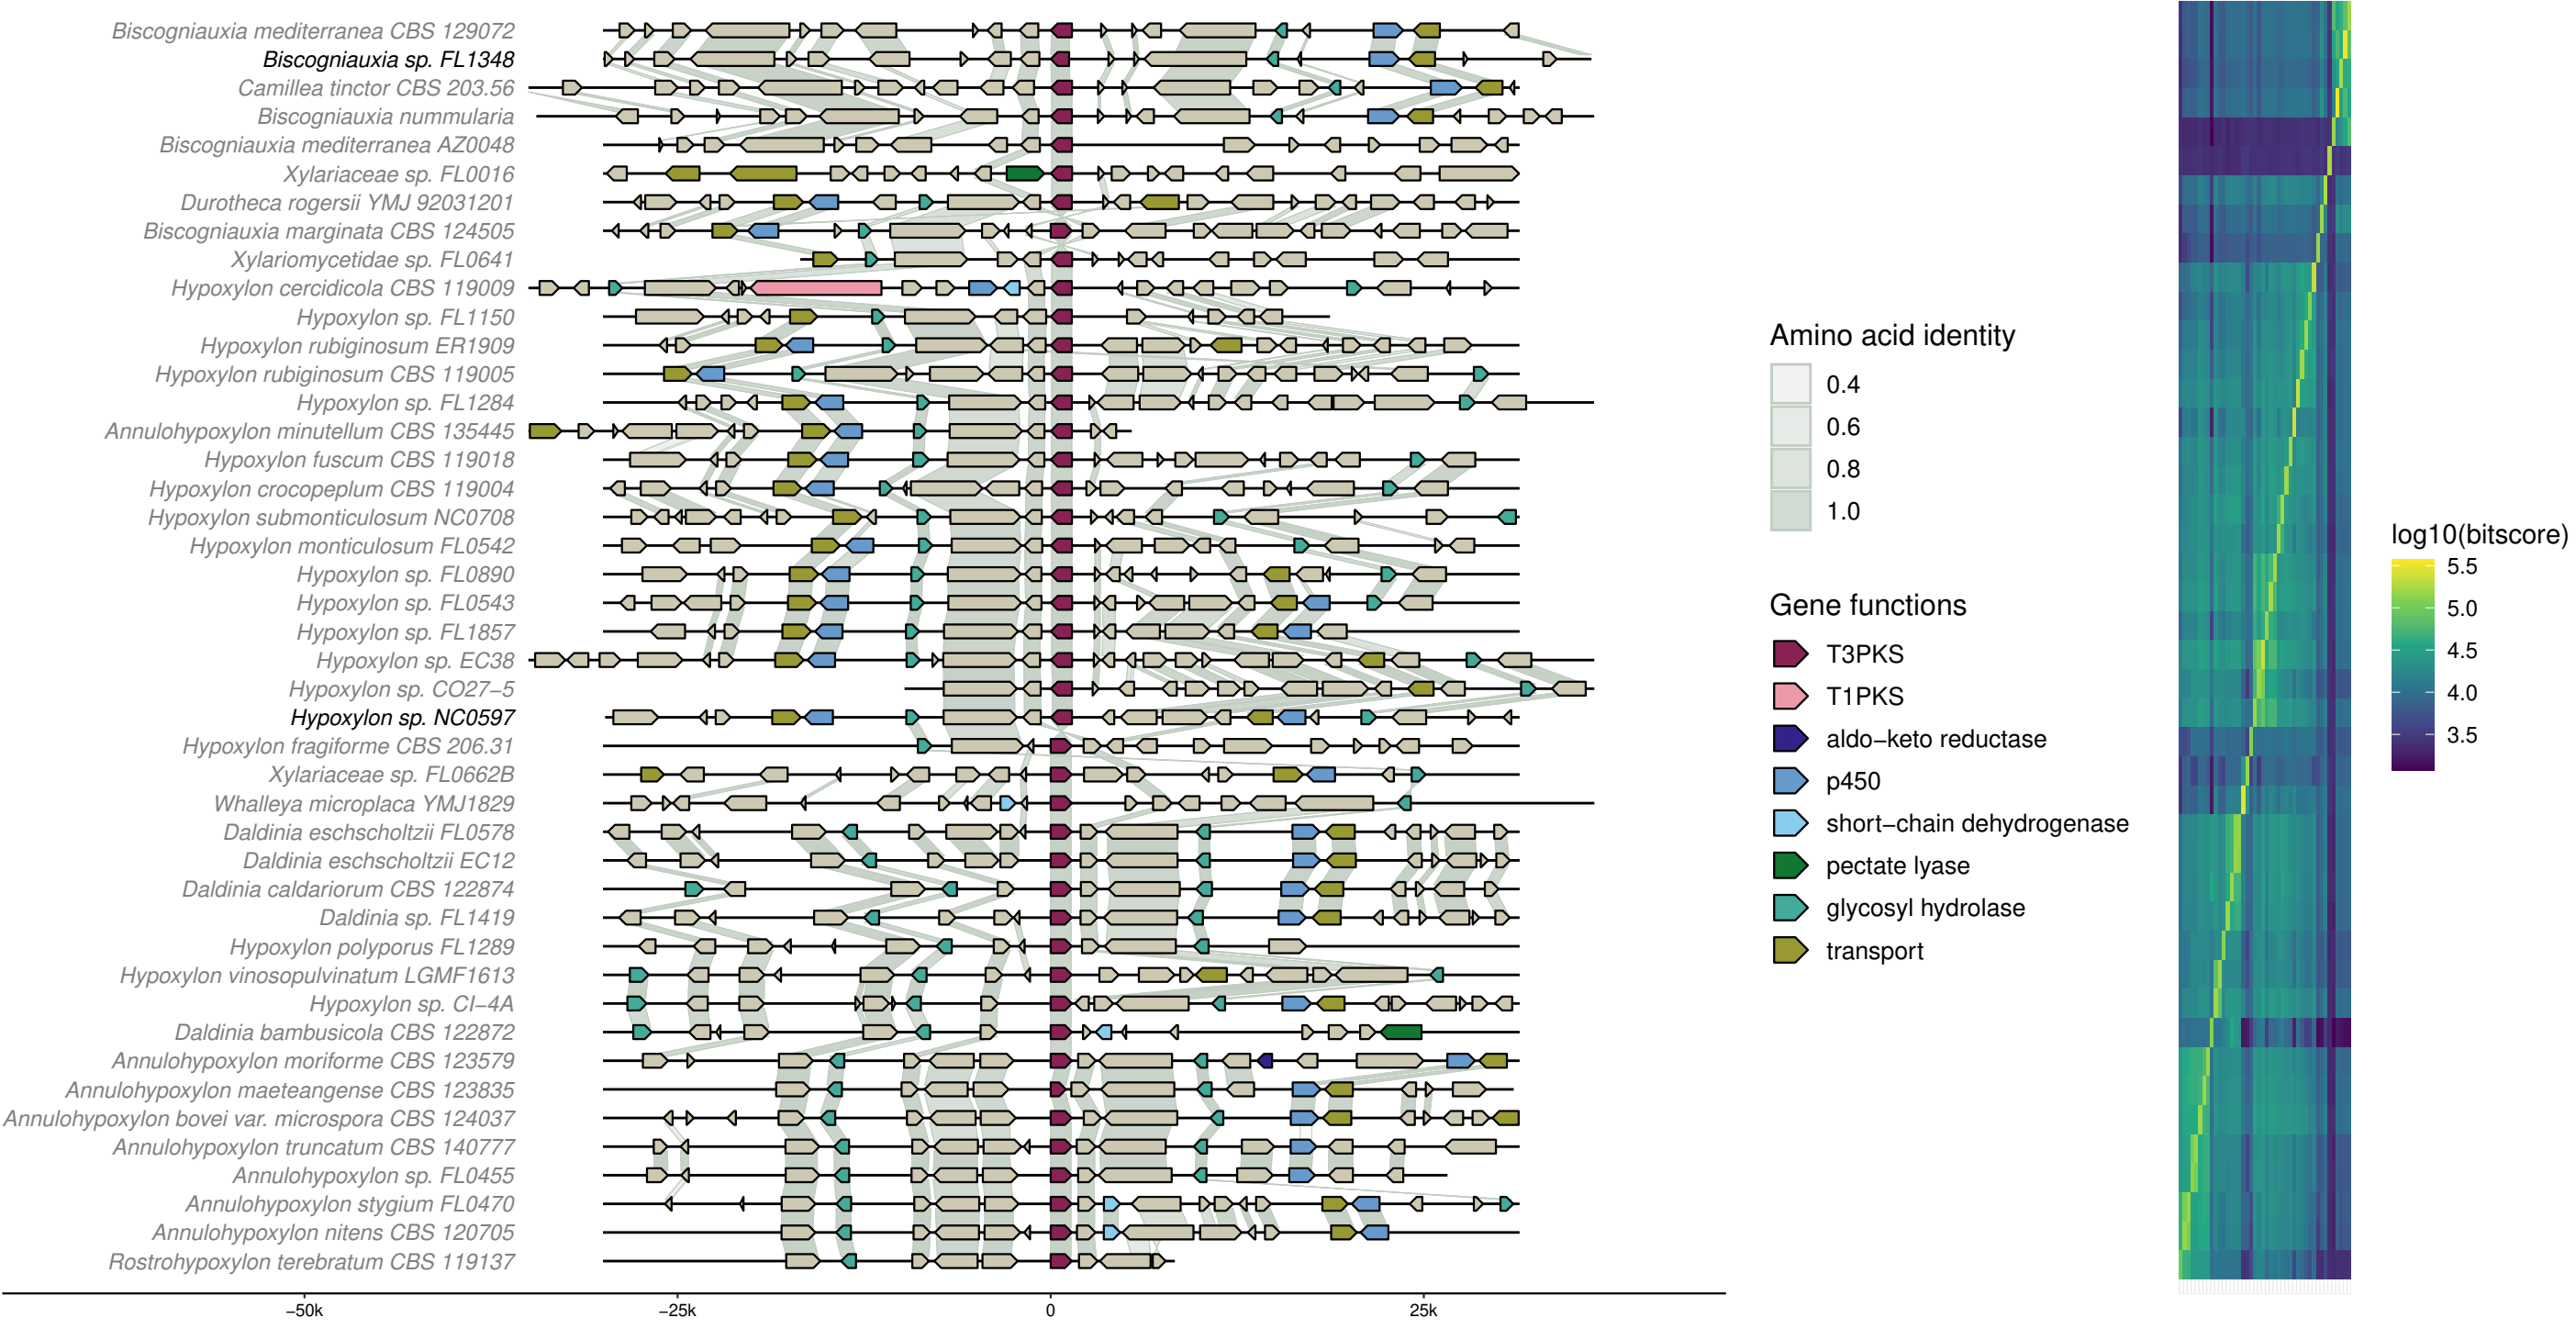 Biscogniauxia mediterranea CBS 129072
Biscogniauxia sp. FL1348
Camillea tinctor CBS 203.56
Biscogniauxia nummularia
Biscogniauxia mediterranea AZ0048
Xylariaceae sp. FL0016
Durotheca rogersii YMJ 92031201
Biscogniauxia marginata CBS 124505
Xylariomycetidae sp. FL0641
Hypoxylon cercidicola CBS 119009
Hypoxylon sp. FL1150
Hypoxylon rubiginosum ER1909
Hypoxylon rubiginosum CBS 119005
Hypoxylon sp. FL1284
Annulohypoxylon minutellum CBS 135445
Hypoxylon fuscum CBS 119018
Hypoxylon crocopeplum CBS 119004
Hypoxylon submonticulosum NC0708
Hypoxylon monticulosum FL0542
Hypoxylon sp. FL0890
Hypoxylon sp. FL0543
Hypoxylon sp. FL1857
Hypoxylon sp. EC38
Hypoxylon sp. CO27−5
Hypoxylon sp. NC0597
Hypoxylon fragiforme CBS 206.31
Xylariaceae sp. FL0662B
Whalleya microplaca YMJ1829
Daldinia eschscholtzii FL0578
Daldinia eschscholtzii EC12
Daldinia caldariorum CBS 122874
Daldinia sp. FL1419
Hypoxylon polyporus FL1289
Hypoxylon vinosopulvinatum LGMF1613
Hypoxylon sp. CI−4A
Daldinia bambusicola CBS 122872
Annulohypoxylon moriforme CBS 123579
Annulohypoxylon maeteangense CBS 123835
Annulohypoxylon bovei var. microspora CBS 124037
Annulohypoxylon truncatum CBS 140777
Annulohypoxylon sp. FL0455
Annulohypoxylon stygium FL0470
Annulohypoxylon nitens CBS 120705
Rostrohypoxylon terebratum CBS 119137
−50k
−25k
0
25k
Amino acid identity
0.4
0.6
0.8
1.0
Gene functions
T3PKS
T1PKS
aldo−keto reductase
p450
short−chain dehydrogenase
pectate lyase
glycosyl hydrolase
transport
log10(bitscore)
5.5
5.0
4.5
4.0
3.5